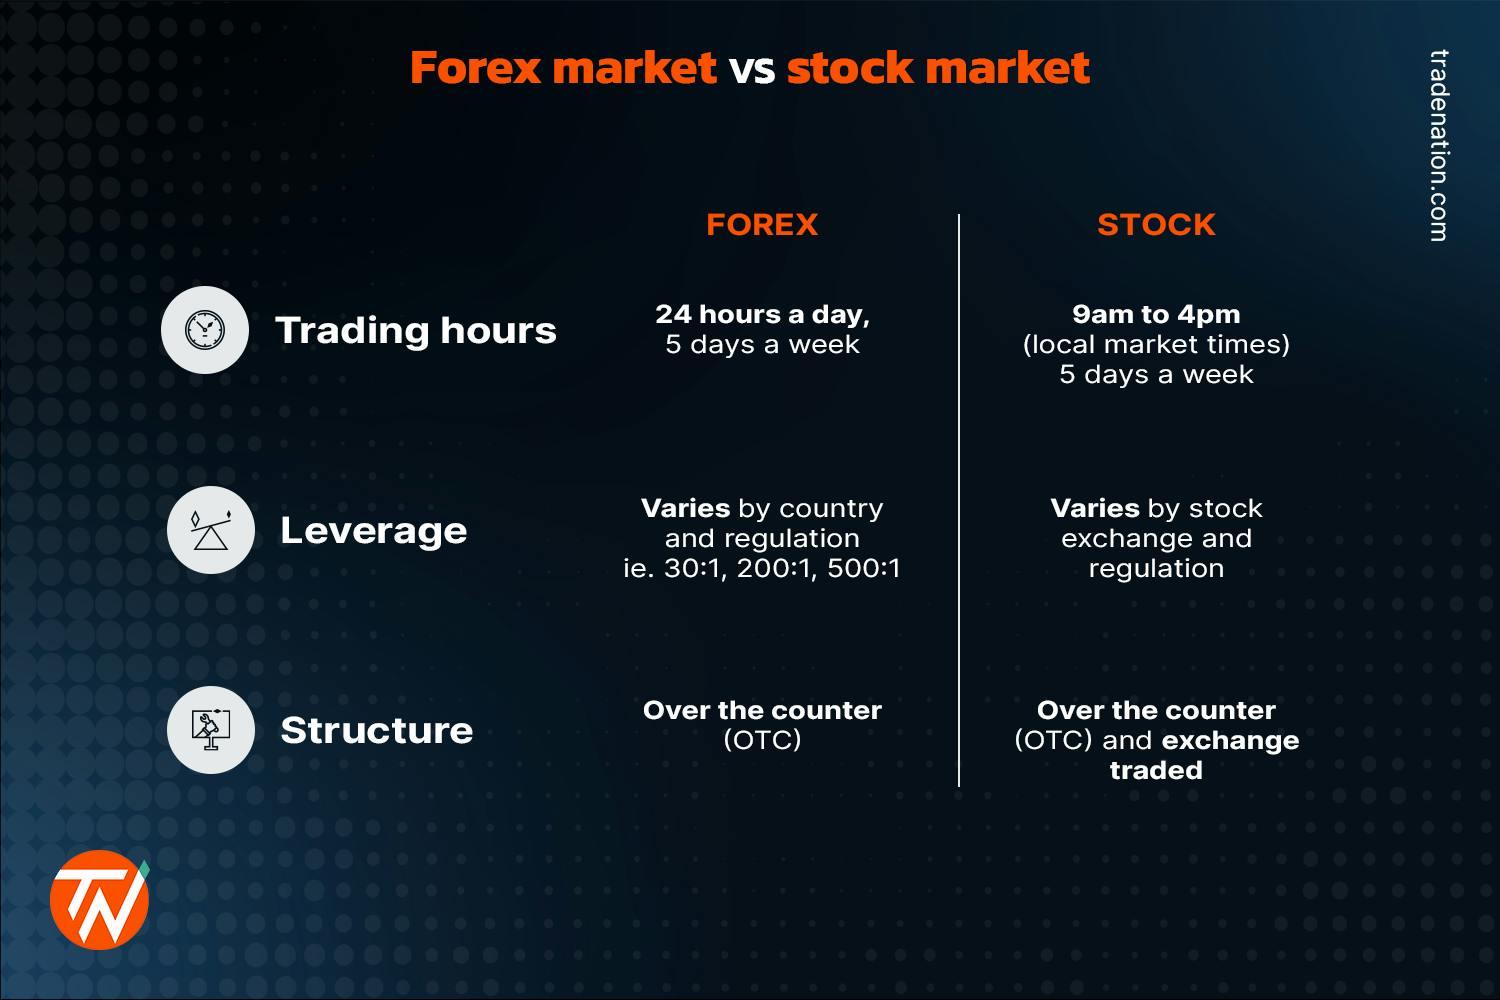 Forex market vs stock market
tradenation.com
FOREX
STOCK
Trading hours
24 hours a day,
5 days a week
9am to 4pm
(local market times)
5 days a week
Leverage
Varies by country
and regulation
ie. 30:1, 200:1, 500:1
Varies by stock
exchange and
regulation
Structure
Over the counter
(OTC)
Over the counter
(OTC) and exchange
traded
TN